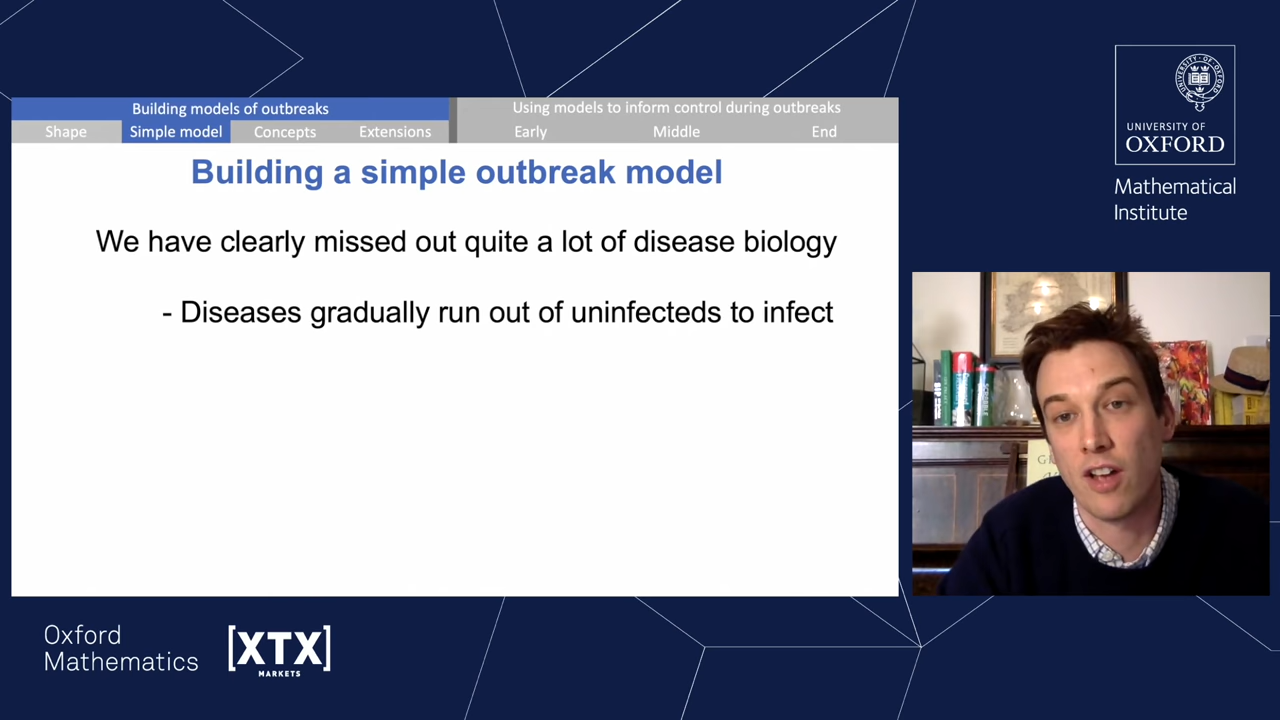 Building models of outbreaks
Using models to inform control during outbreaks
Shape
Simple model
Concepts
Extensions
Early
Middle
End
Building a simple outbreak model
We have clearly missed out quite a lot of disease biology
- Diseases gradually run out of uninfecteds to infect
UNIVERSITY OF
OXFORD
Mathematical
Institute
SCRABBLE
Oxford
Mathematics
[XTX]
MARKETS